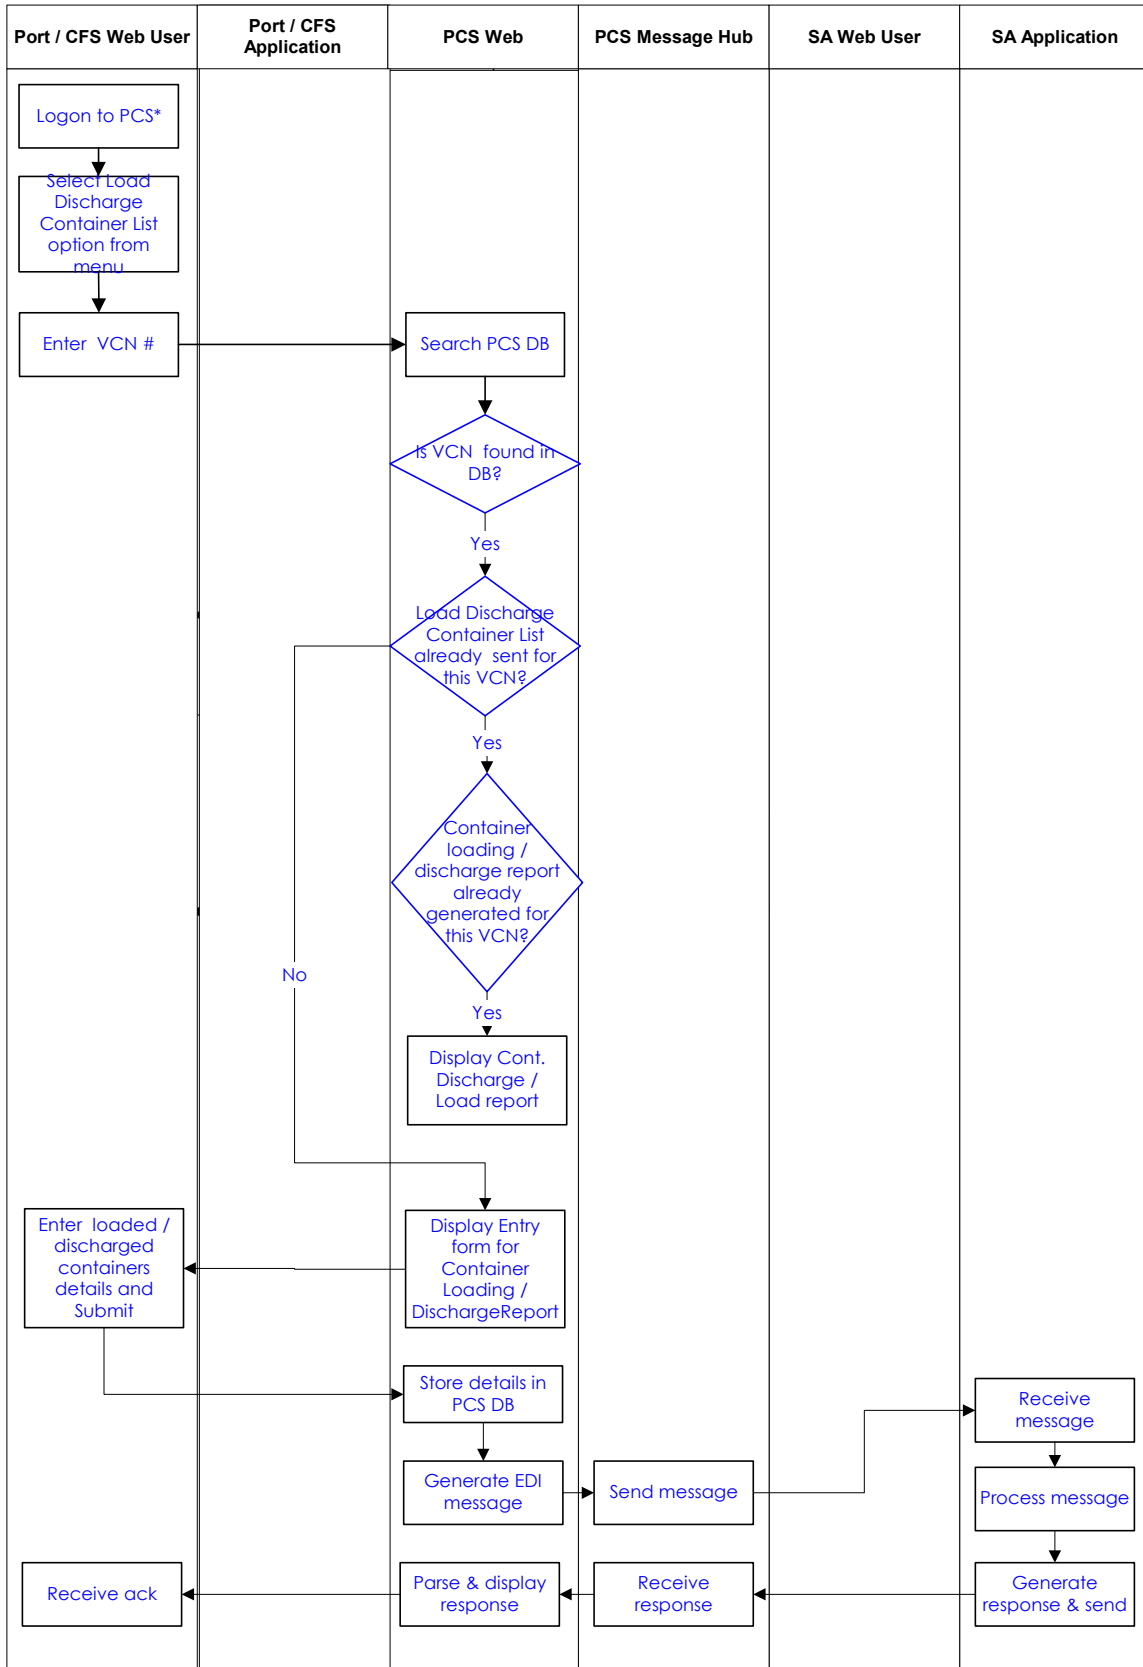 Port / CFS Web User
Port / CFS
Application
PCS Web
PCS Message Hub
SA Web User
SA Application
Logon to PCS*
Select Load
Discharge
Container List
option from
menu
Enter VCN #
Search PCS DB
Is VCN found in
DB?
Yes
Load Discharge
Container List
already sent for
this VCN?
Yes
Container
loading /
discharge report
already
generated for
this VCN?
No
Yes
Display Cont.
Discharge /
Load report
Enter loaded /
discharged
containers
details and
Submit
Display Entry
form for
Container
Loading /
DischargeReport
Store details in
PCS DB
Receive
message
Generate EDI
message
Send message
Process message
Receive ack
Parse & display
response
Receive
response
Generate
response & send